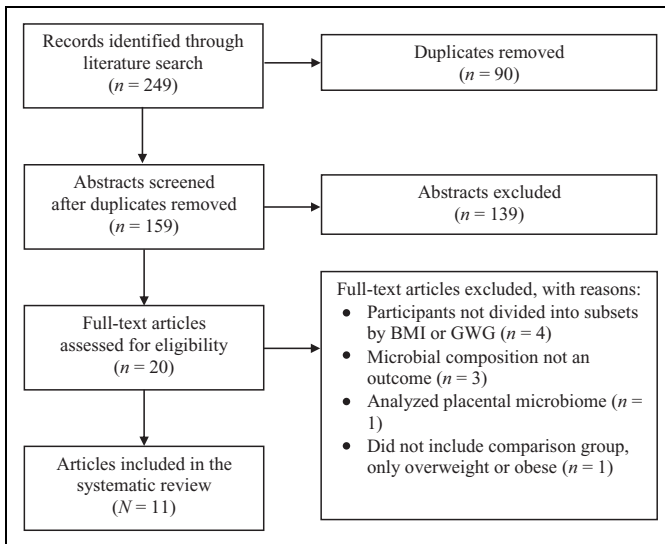 Records identified through
literature search
(n = 249)
Duplicates removed
(n = 90)
Abstracts screened
after duplicates removed
(n = 159)
Abstracts excluded
(n = 139)
Full-text articles
assessed for eligibility
(n = 20)
Full-text articles excluded, with reasons:
• Participants not divided into subsets
by BMI or GWG (n = 4)
• Microbial composition not an
outcome (n = 3)
• Analyzed placental microbiome (n =
1)
• Did not include comparison group,
only overweight or obese (n = 1)
Articles included in the
systematic review
(N = 11)